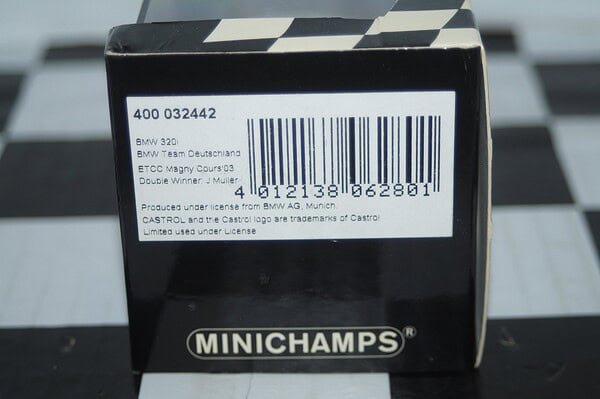 400 032442
BMW 320i
BMW Team Deutschland
ETCC Magny Cours'03
Double Winner: J.Müller
4 012138 062801
Produced under license from BMW AG, Munich.
CASTROL and the Castrol logo are trademarks of Castrol
Limited used under License
MINICHAMPS®